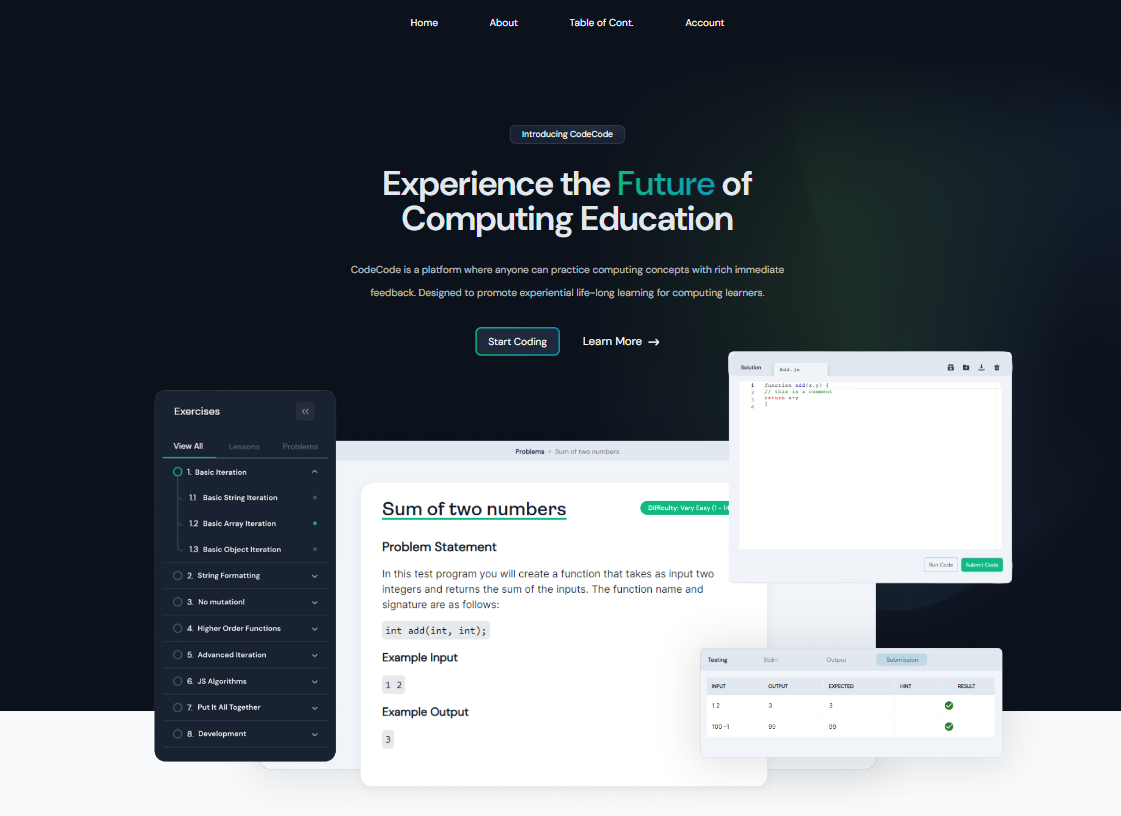 Home About Table of Cont. Account
Introducing CodeCode
Experience the Future of
Computing Education
CodeCode is a platform where anyone can practice computing concepts with rich immediate
feedback. Designed to promote experiential life-long learning for computing learners.
Start Coding Learn More →
Exercises
View All Lessons Problems
1. Basic Iteration
1.1 Basic String Iteration
1.2 Basic Array Iteration
1.3 Basic Object Iteration
2. String Formatting
3. No mutation!
4. Higher Order Functions
5. Advanced Iteration
6. JS Algorithms
7. Put It All Together
8. Development
Problems > Sum of two numbers
Sum of two numbers
Difficulty: Very Easy (1 - 14
Problem Statement
In this test program you will create a function that takes as input two
integers and returns the sum of the inputs. The function name and
signature are as follows:
int add(int, int);
Example Input
1 2
Example Output
3
Solution Add.js
1 function add(x,y) {
2 // this is a comment
3 return x+y
4 }
Run Code Submit Code
Testing Stdin Output Submission
INPUT OUTPUT EXPECTED HINT RESULT
1 2 3 3
100 -1 99 99